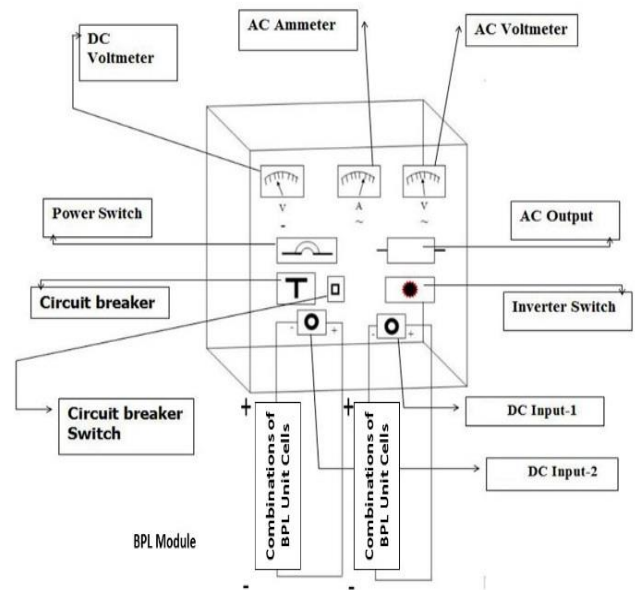 AC Ammeter
AC Voltmeter
DC
Voltmeter
V
-
A
~
V
~
Power Switch
AC Output
Circuit breaker
Inverter Switch
- +
- +
Circuit breaker
Switch
+
+
Combinations of
BPL Unit Cells
Combinations of
BPL Unit Cells
DC Input-1
DC Input-2
BPL Module
-
-